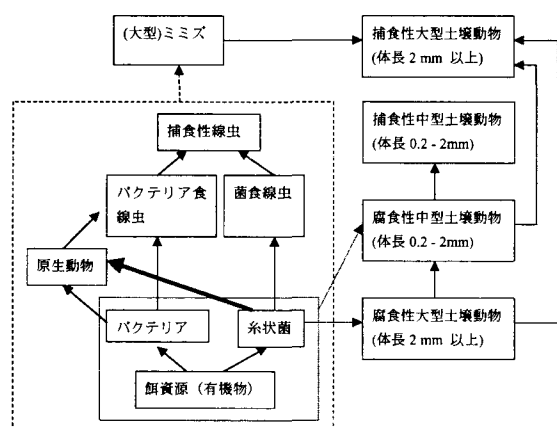 (大型)ミミズ
捕食性大型土壌動物
(体長 2 mm 以上)
捕食性線虫
捕食性中型土壌動物
(体長 0.2 - 2mm)
バクテリア食
線虫
菌食線虫
腐食性中型土壌動物
(体長 0.2 - 2mm)
原生動物
バクテリア
糸状菌
腐食性大型土壌動物
(体長 2 mm 以上)
餌資源（有機物）